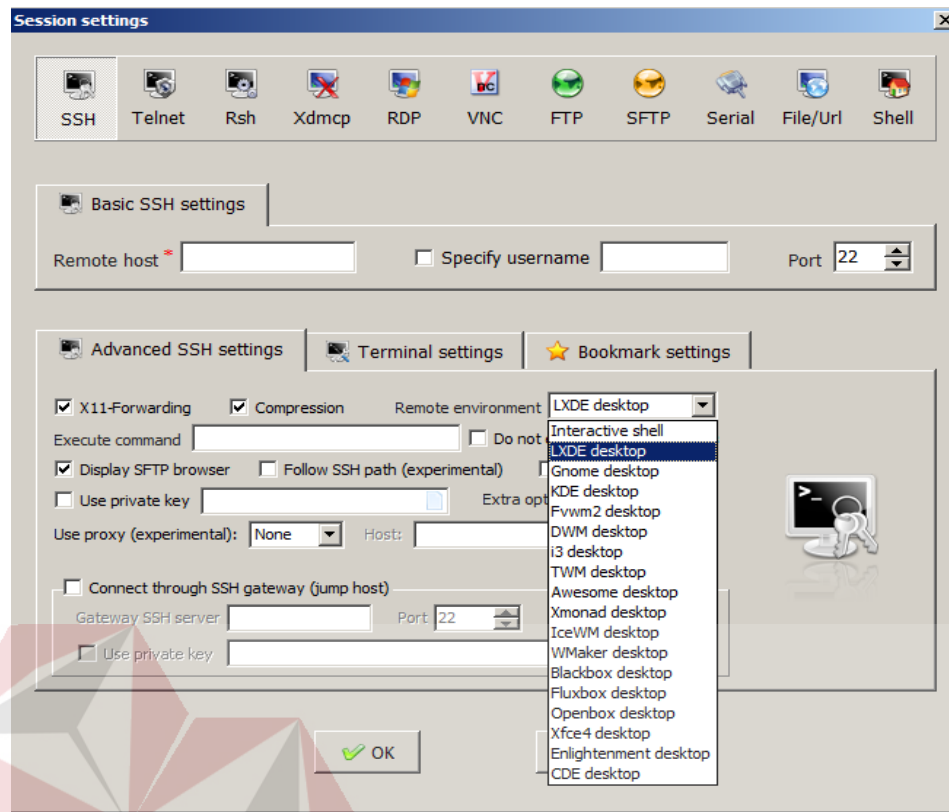 Session settings
SSH Telnet Rsh Xdmcp RDP VNC FTP SFTP Serial File/Url Shell
Basic SSH settings
Remote host * Specify username Port 22
Advanced SSH settings Terminal settings Bookmark settings
X11-Forwarding Compression Remote environment LXDE desktop
Interactive shell
Execute command Do not
LXDE desktop
Display SFTP browser Follow SSH path (experimental) Gnome desktop
KDE desktop
Use private key Extra opt
Fvwm2 desktop
DWM desktop
Use proxy (experimental): None Host:
i3 desktop
TWM desktop
Connect through SSH gateway (jump host) Awesome desktop
Xmonad desktop
Gateway SSH server Port 22
IceWM desktop
Use private key WMaker desktop
Blackbox desktop
Fluxbox desktop
Openbox desktop
Xfce4 desktop
OK Enlightenment desktop
CDE desktop